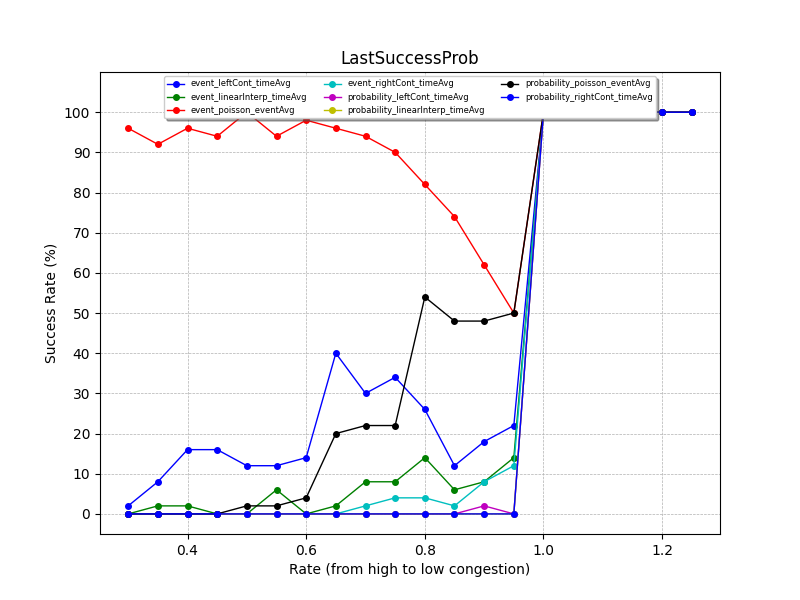 LastSuccessProb
event_leftCont_timeAvg
event_linearInterp_timeAvg
event_poisson_eventAvg
event_rightCont_timeAvg
probability_leftCont_timeAvg
probability_linearInterp_timeAvg
probability_poisson_eventAvg
probability_rightCont_timeAvg
100
90
80
70
60
50
40
30
20
10
0
Success Rate (%)
0.4 0.6 0.8 1.0 1.2
Rate (from high to low congestion)